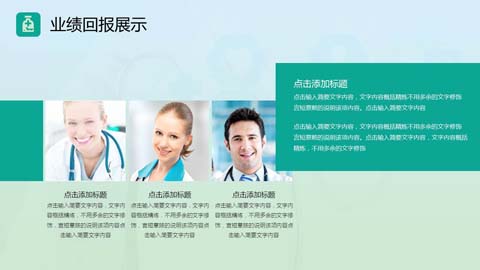 业绩回报展示
点击添加标题
点击输入简要文字内容，文字内容概括精炼不用多余的文字修饰
言短意赅的说明该项内容。点击输入简要文字内容
点击输入简要文字内容，文字内容概括精炼不用多余的文字修饰
言短意赅的说明该项内容。点击输入简要文字内容，文字内容概括
精炼，不用多余的文字修饰
点击添加标题
点击输入简要文字内容，文字内
容概括精炼，不用多余的文字修
饰，言短意赅的说明该项内容点
击输入简要文字内容
点击添加标题
点击输入简要文字内容，文字内
容概括精炼，不用多余的文字修
饰，言短意赅的说明该项内容点
击输入简要文字内容
点击添加标题
点击输入简要文字内容，文字内
容概括精炼，不用多余的文字修
饰，言短意赅的说明该项内容点
击输入简要文字内容